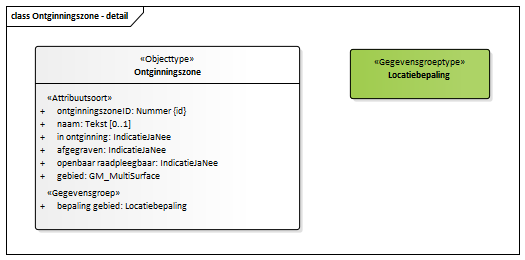 class Ontginningszone - detail
«Objecttype»
Ontginningszone
«Attribuutsoort»
+ ontginningszoneID: Nummer {id}
+ naam: Tekst [0..1]
+ in ontginning: IndicatieJaNee
+ afgegraven: IndicatieJaNee
+ openbaar raadpleegbaar: IndicatieJaNee
+ gebied: GM_MultiSurface
«Gegevensgroep»
+ bepaling gebied: Locatiebepaling
«Gegevensgroeptype»
Locatiebepaling